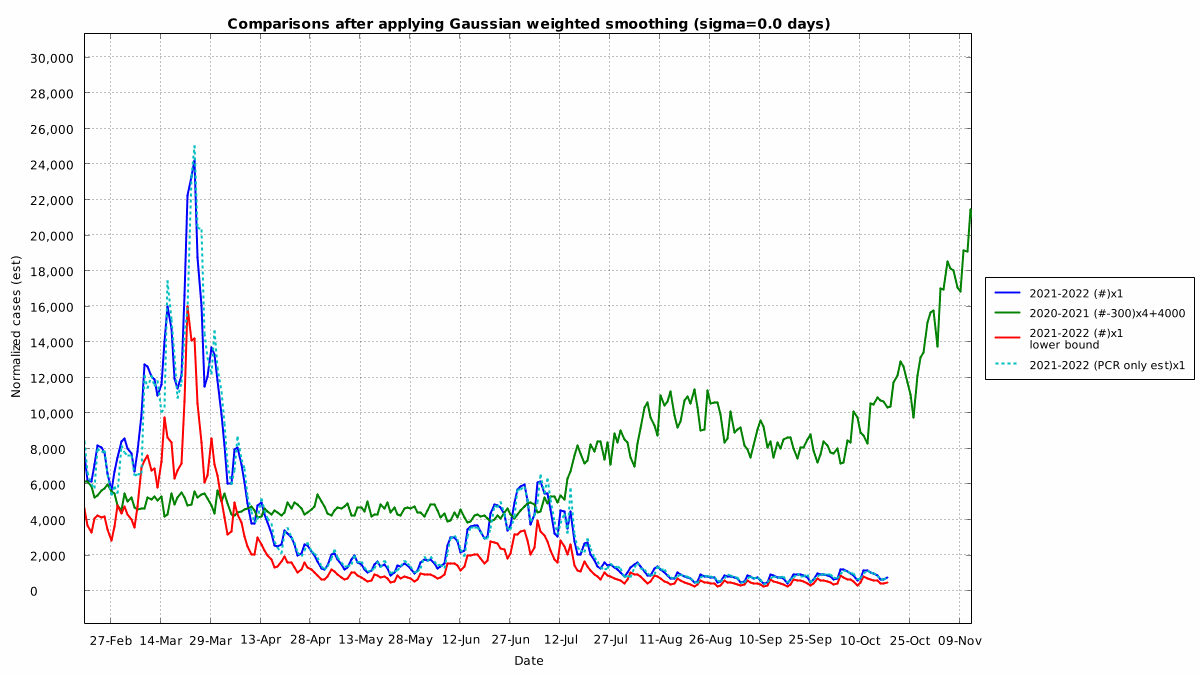 Comparisons after applying Gaussian weighted smoothing (sigma=0.0 days)
30,000
28,000
26,000
24,000
22,000
20,000
18,000
16,000
14,000
12,000
10,000
8,000
6,000
4,000
2,000
0
Normalized cases (est)
27-Feb 14-Mar 29-Mar 13-Apr 28-Apr 13-May 28-May 12-Jun 27-Jun 12-Jul 27-Jul 11-Aug 26-Aug 10-Sep 25-Sep 10-Oct 25-Oct 09-Nov
Date
2021-2022 (#)x1
2020-2021 (#-300)x4+4000
2021-2022 (#)x1
lower bound
2021-2022 (PCR only est)x1